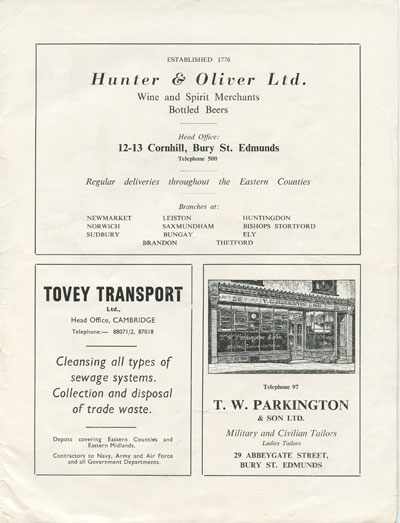 ESTABLISHED 1776
Hunter & Oliver Ltd.
Wine and Spirit Merchants
Bottled Beers
Head Office:
12-13 Cornhill, Bury St. Edmunds
Telephone 500
Regular deliveries throughout the Eastern Counties
Branches at:
NEWMARKET LEISTON HUNTINGDON
NORWICH SAXMUNDHAM BISHOPS STORTFORD
SUDBURY BUNGAY ELY
BRANDON THETFORD
TOVEY TRANSPORT
Ltd.,
Head Office, CAMBRIDGE
Telephone:— 88071/2, 87018
Cleansing all types of
sewage systems.
Collection and disposal
of trade waste.
Depots covering Eastern Counties and
Eastern Midlands.
Contractors to Navy, Army and Air Force
and all Government Departments.
T. W. PARKINGTON
Telephone 97
T. W. PARKINGTON
& SON LTD.
Military and Civilian Tailors
Ladies Tailors
29 ABBEYGATE STREET,
BURY ST. EDMUNDS